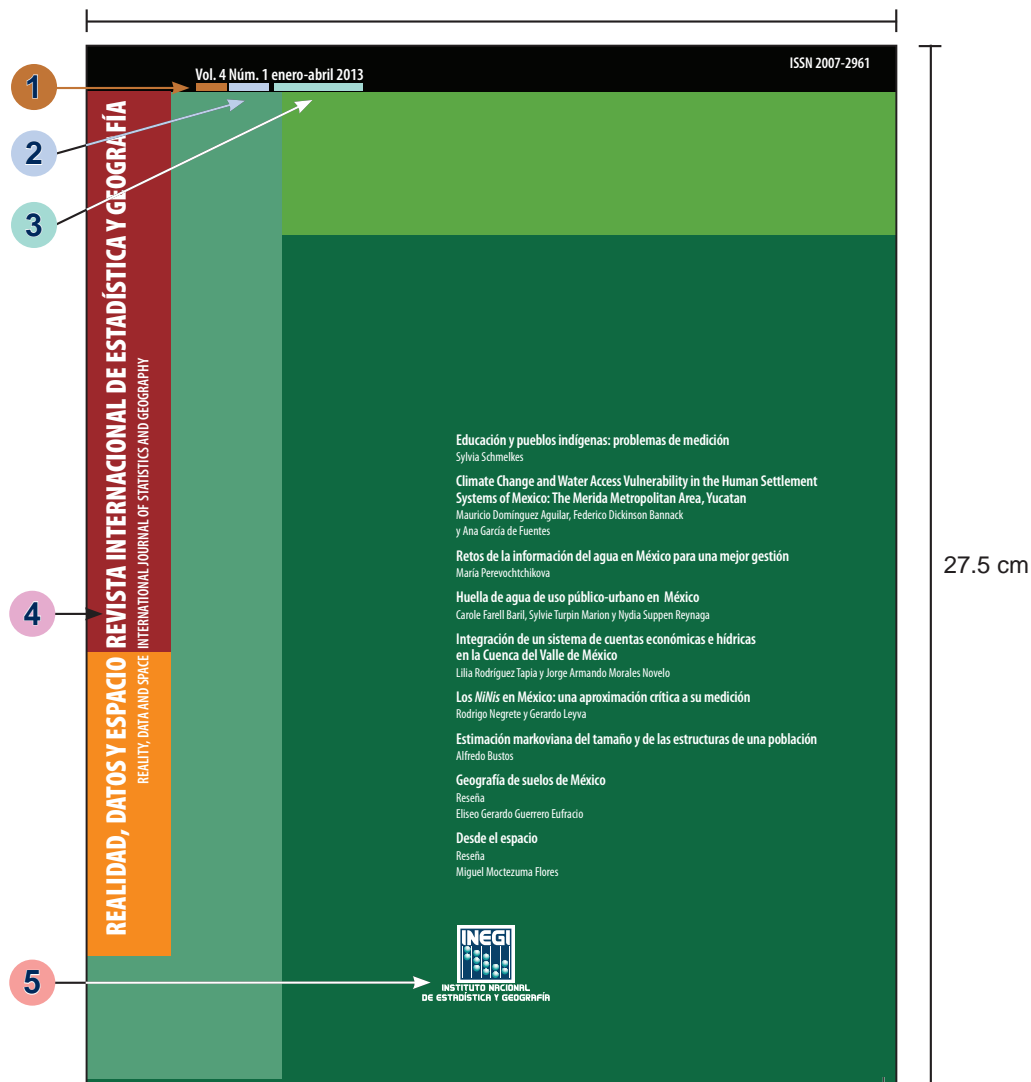 Vol. 4 Núm. 1 enero-abril 2013
ISSN 2007-2961
1
2
3
4
5
REALIDAD, DATOS Y ESPACIO REVISTA INTERNACIONAL DE ESTADÍSTICA Y GEOGRAFÍA
REALITY, DATA AND SPACE INTERNATIONAL JOURNAL OF STATISTICS AND GEOGRAPHY
Educación y pueblos indígenas: problemas de medición
Sylvia Schmelkes
Climate Change and Water Access Vulnerability in the Human Settlement
Systems of Mexico: The Merida Metropolitan Area, Yucatan
Mauricio Domínguez Aguilar, Federico Dickinson Bannack
y Ana García de Fuentes
Retos de la información del agua en México para una mejor gestión
María Perevochtchikova
Huella de agua de uso público-urbano en México
Carole Farell Baril, Sylvie Turpin Marion y Nydia Suppen Reynaga
Integración de un sistema de cuentas económicas e hídricas
en la Cuenca del Valle de México
Lilia Rodríguez Tapia y Jorge Armando Morales Novelo
Los NiNis en México: una aproximación crítica a su medición
Rodrigo Negrete y Gerardo Leyva
Estimación markoviana del tamaño y de las estructuras de una población
Alfredo Bustos
Geografía de suelos de México
Reseña
Eliseo Gerardo Guerrero Eufracio
Desde el espacio
Reseña
Miguel Moctezuma Flores
INEGI
INSTITUTO NACIONAL
DE ESTADÍSTICA Y GEOGRAFÍA
27.5 cm